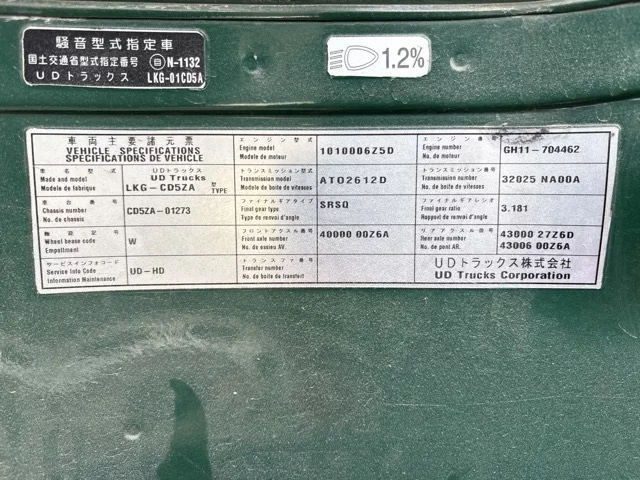 騒音型式指定車
国土交通省型式指定番号 自 N-1132
UDトラックス LKG-01CD5A
1.2%
車両主要諸元票
VEHICLE SPECIFICATIONS
SPECIFICATIONS DE VEHICLE
車名型式 UDトラックス
Make and model UD Trucks
Modele de fabrique LKG-CD5ZA 型 TYPE
車台番号
Chassis number CD5ZA-01273
No. de chassis
軸距記号
Wheel base code W
Empattment
サービスインフォコード
Service Info Code UD-HD
Information Maintenance
エンジン型式
Engine model 1010006Z5D
Modele de moteur
トランスミッション型式
Transmission model ATO2612D
Modele de boite de vitesses
ファイナルギアタイプ
Final gear type SRSQ
Type de renvoi d'angle
フロントアクスル番号
Front axle number 40000 00Z6A
No. de essieu AV.
トランスファ番号
Transfer number
No. de boite de transfert
エンジン番号
Engine number GH11-704462
No. de moteur
トランスミッション番号
Transmission number 32025 NA00A
No. de boite de vitesses
ファイナルギアレシオ
Final gear ratio 3.181
Rapport de renvoi d'angle
リアアクスル番号 43000 27Z6D
Rear axle number 43006 00Z6A
No. de pont AR.
UDトラックス株式会社
UD Trucks Corporation